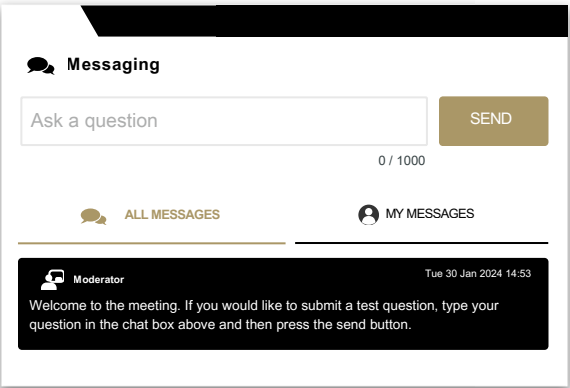 Messaging
Ask a question
SEND
0 / 1000
ALL MESSAGES
MY MESSAGES
Moderator
Tue 30 Jan 2024 14:53
Welcome to the meeting. If you would like to submit a test question, type your
question in the chat box above and then press the send button.